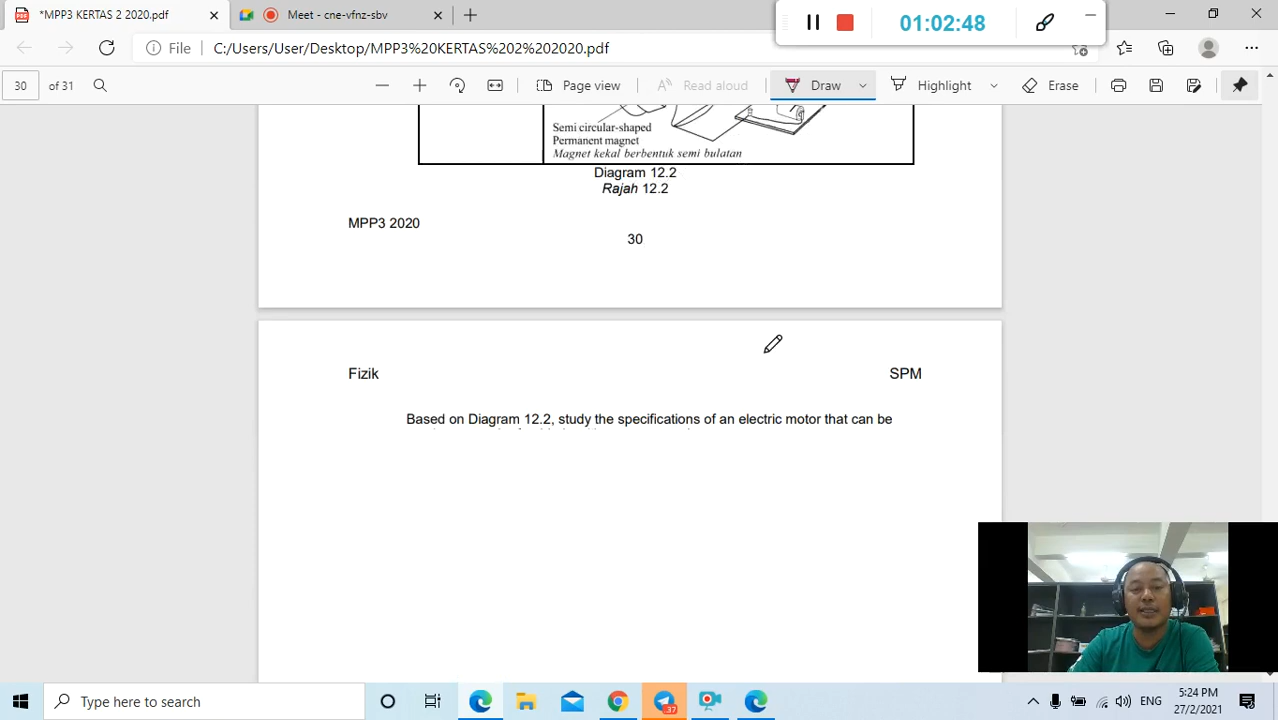 *MPP3 KERTAS 2 2020.pdf
Meet - cne-vfnz-sbv
01:02:48
File
C:/Users/User/Desktop/MPP3%20KERTAS%202%202020.pdf
30 of 31
Page view
Read aloud
Draw
Highlight
Erase
Semi circular-shaped
Permanent magnet
Magnet kekal berbentuk semi bulatan
Diagram 12.2
Rajah 12.2
MPP3 2020
30
Fizik
SPM
Based on Diagram 12.2, study the specifications of an electric motor that can be
Type here to search
37
ENG
5:24 PM
27/2/2021